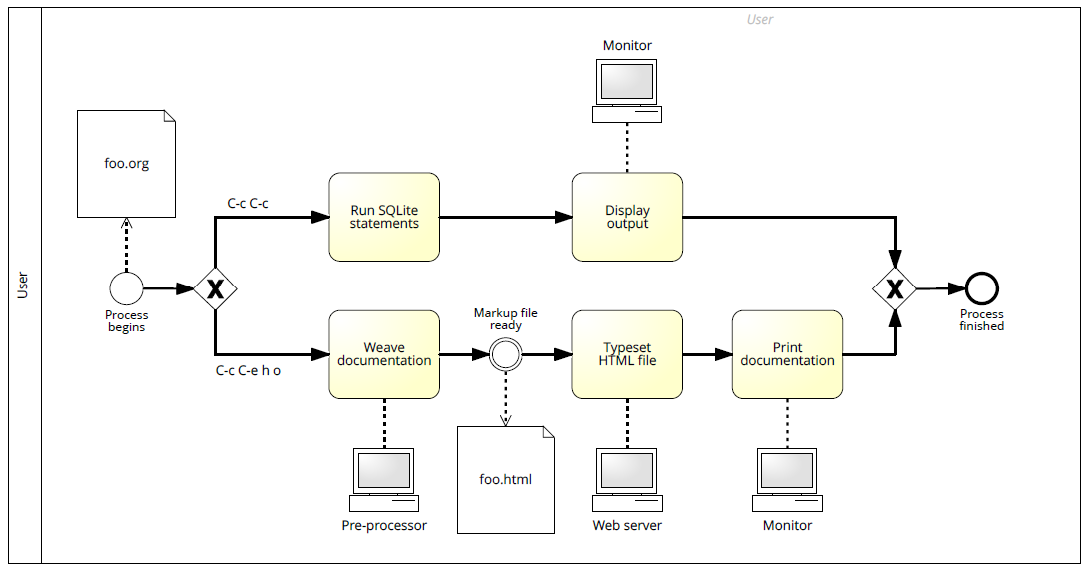 User
User
Monitor
foo.org
C-c C-c
Run SQLite
statements
Display
output
X
X
Process
begins
Process
finished
Markup file
ready
Weave
documentation
Typeset
HTML file
Print
documentation
C-c C-e h o
foo.html
Pre-processor
Web server
Monitor